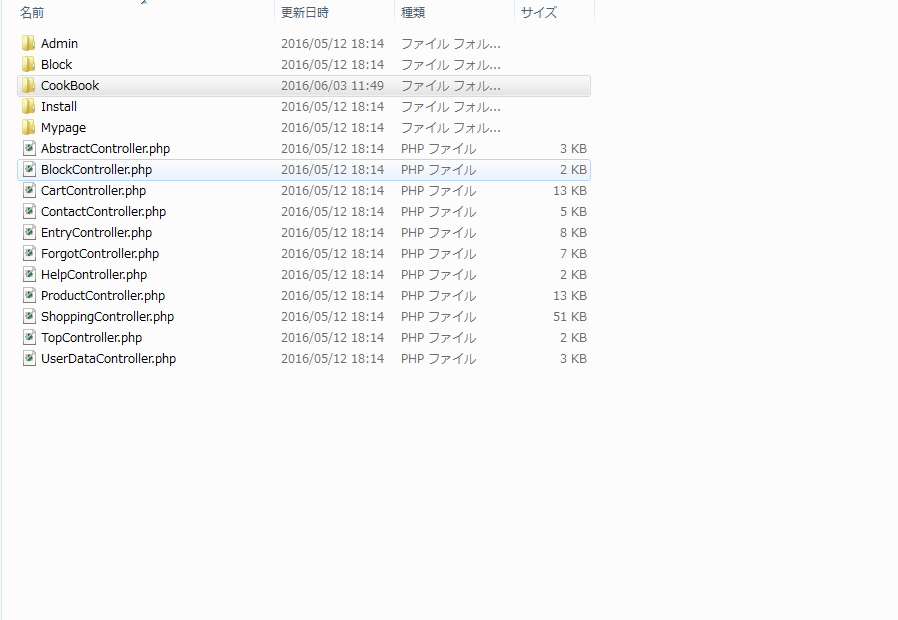 名前 更新日時 種類 サイズ
Admin 2016/05/12 18:14 ファイル フォル...
Block 2016/05/12 18:14 ファイル フォル...
CookBook 2016/06/03 11:49 ファイル フォル...
Install 2016/05/12 18:14 ファイル フォル...
Mypage 2016/05/12 18:14 ファイル フォル...
AbstractController.php 2016/05/12 18:14 PHP ファイル 3 KB
BlockController.php 2016/05/12 18:14 PHP ファイル 2 KB
CartController.php 2016/05/12 18:14 PHP ファイル 13 KB
ContactController.php 2016/05/12 18:14 PHP ファイル 5 KB
EntryController.php 2016/05/12 18:14 PHP ファイル 8 KB
ForgotController.php 2016/05/12 18:14 PHP ファイル 7 KB
HelpController.php 2016/05/12 18:14 PHP ファイル 2 KB
ProductController.php 2016/05/12 18:14 PHP ファイル 13 KB
ShoppingController.php 2016/05/12 18:14 PHP ファイル 51 KB
TopController.php 2016/05/12 18:14 PHP ファイル 2 KB
UserDataController.php 2016/05/12 18:14 PHP ファイル 3 KB